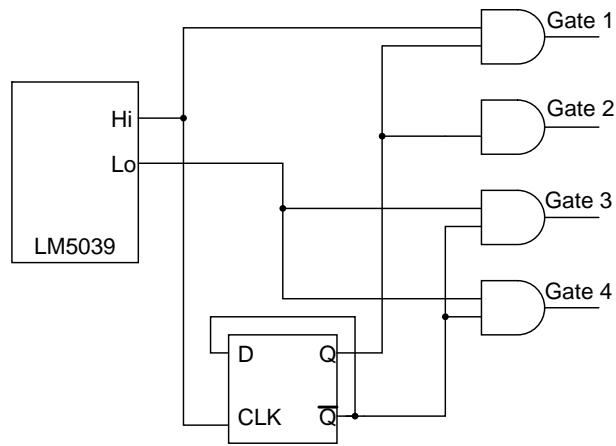 Gate 1
Gate 2
Hi
Lo
Gate 3
LM5039
Gate 4
D Q
CLK Q̅